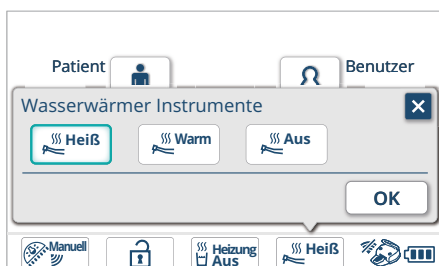 Patient Benutzer
Wasserwärmer Instrumente
Heiß Warm Aus
OK
Manuell Heizung Heiß
Aus